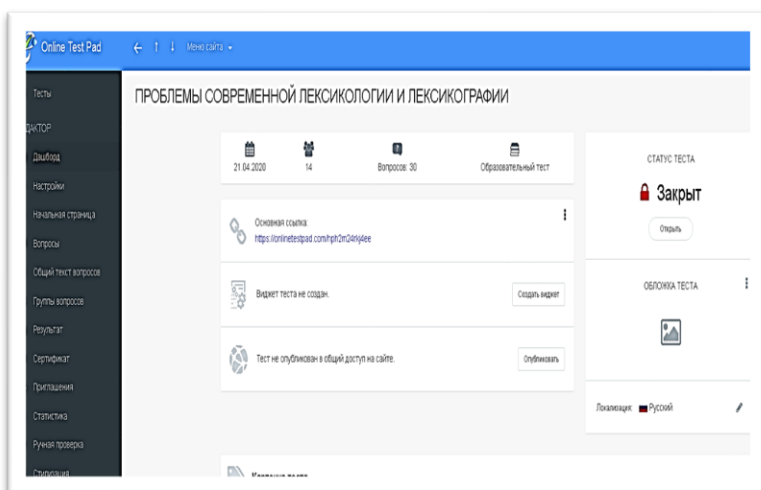 Online Test Pad
Меню сайта
Тесты
ДАКТОР
Дашборд
Настройки
Начальная страница
Вопросы
Общий текст вопросов
Группы вопросов
Результат
Сертификат
Приглашения
Статистика
Ручная проверка
Стилизация
ПРОБЛЕМЫ СОВРЕМЕННОЙ ЛЕКСИКОЛОГИИ И ЛЕКСИКОГРАФИИ
21.04.2020
14
Вопросов: 30
Образовательный тест
Основная ссылка:
Виджет теста не создан.
Создать виджет
Тест не опубликован в общий доступ на сайте.
Опубликовать
СТАТУС ТЕСТА
Закрыт
Открыть
ОБЛОЖКА ТЕСТА
Локализация: Русский